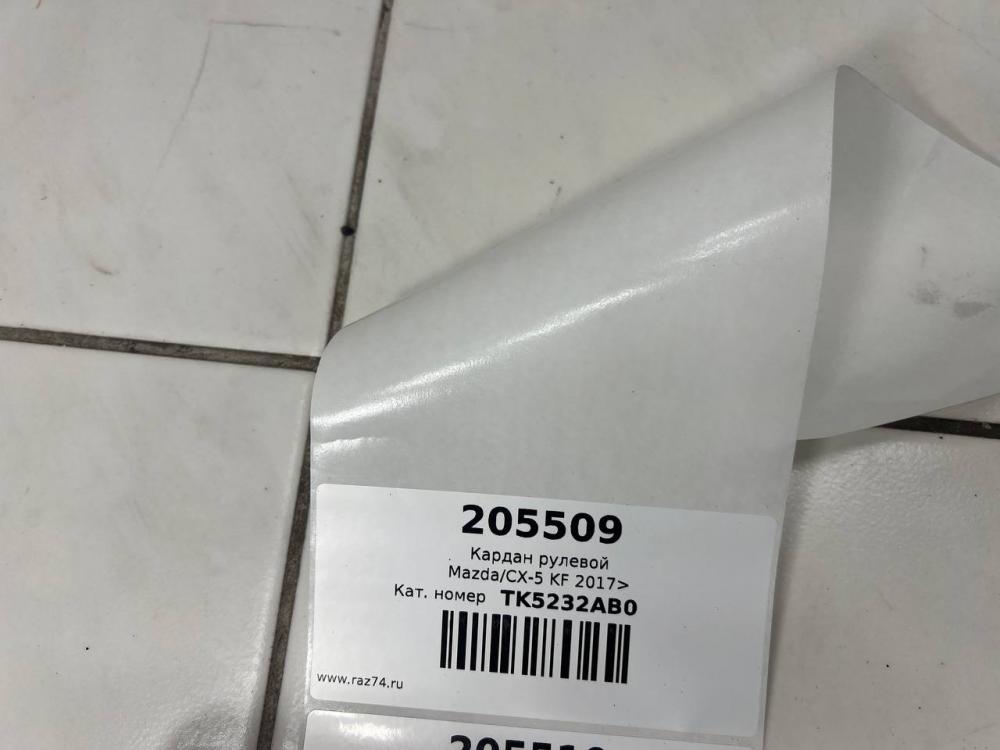 205509
Кардан рулевой
Mazda/CX-5 KF 2017>
Кат. номер TK5232AB0
www.raz74.ru